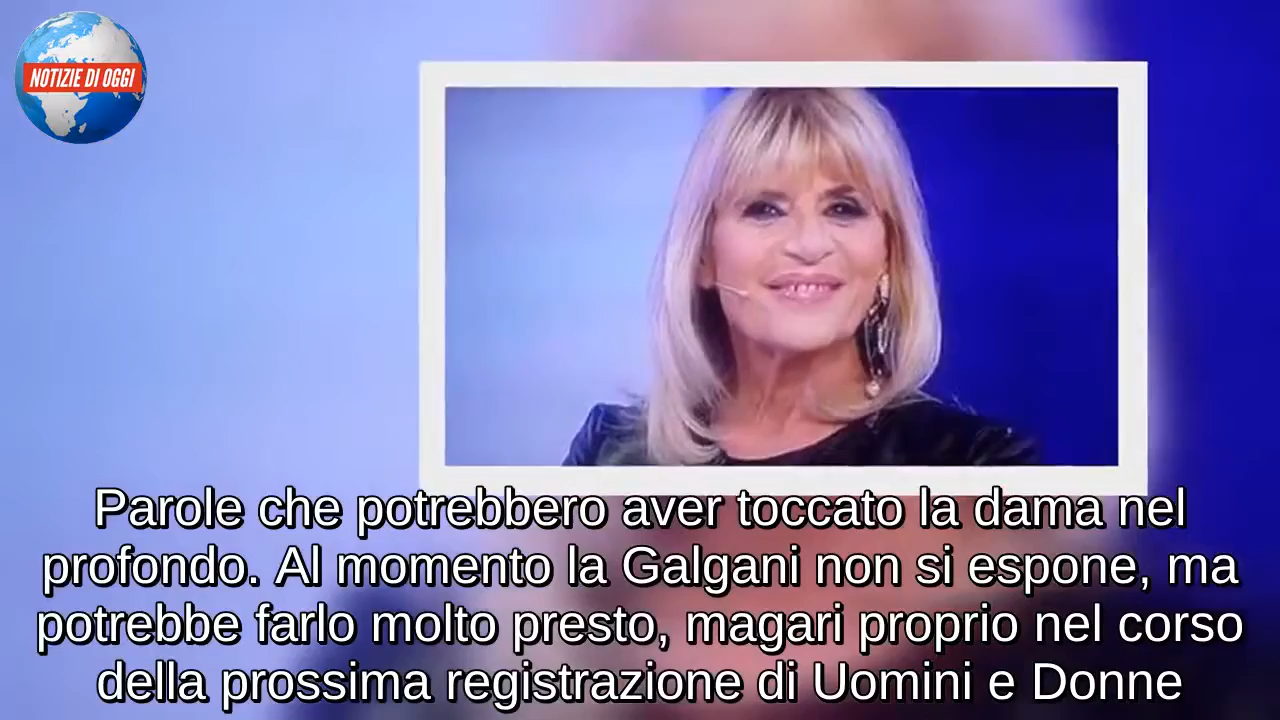 NOTIZIE DI OGGI
Parole che potrebbero aver toccato la dama nel
profondo. Al momento la Galgani non si espone, ma
potrebbe farlo molto presto, magari proprio nel corso
della prossima registrazione di Uomini e Donne